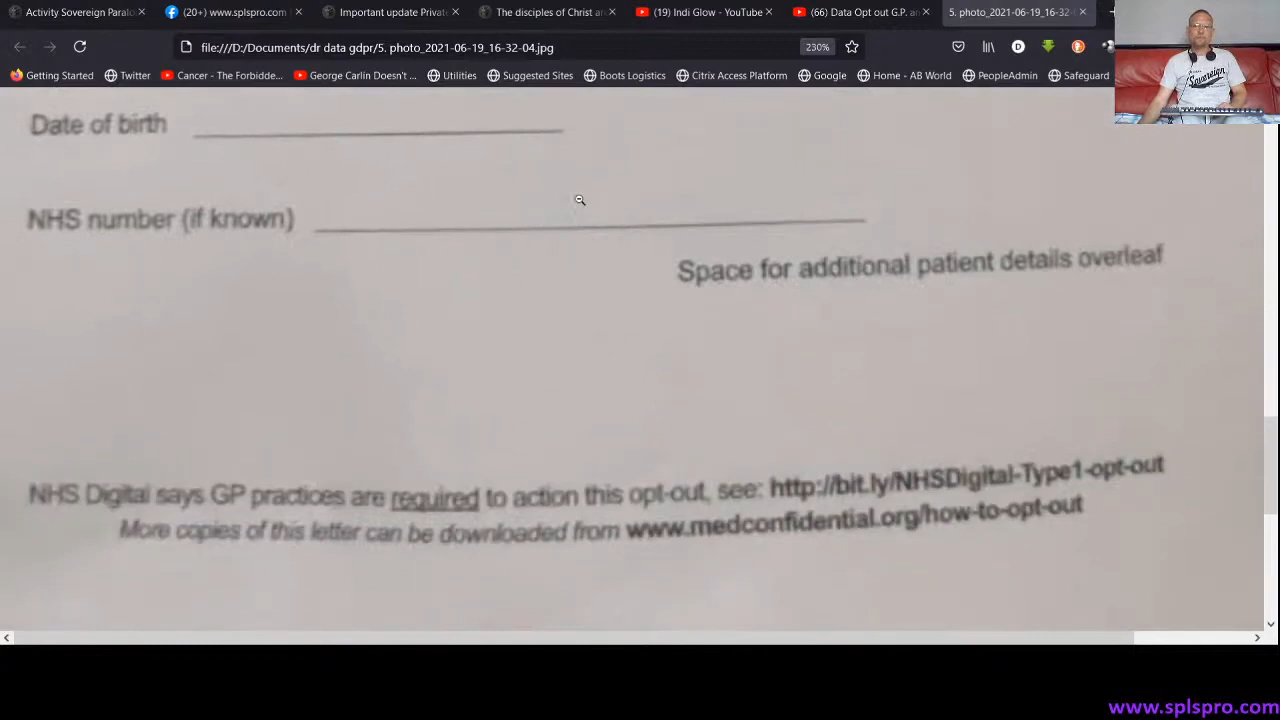 Activity Sovereign Paralo
(20+) www.splspro.com
Important update Privat
The disciples of Christ a
(19) Indi Glow - YouTube
(66) Data Opt out G.P. an
5. photo_2021-06-19_16-32-
file:///D:/Documents/dr data gdpr/5. photo_2021-06-19_16-32-04.jpg
230%
Getting Started
Twitter
Cancer - The Forbidde...
George Carlin Doesn't...
Utilities
Suggested Sites
Boots Logistics
Citrix Access Platform
Google
Home - AB World
PeopleAdmin
Safeguard
Sovereign
Date of birth
NHS number (if known)
Space for additional patient details overleaf
NHS Digital says GP practices are required to action this opt-out, see: http://bit.ly/NHSDigital-Type1-opt-out
More copies of this letter can be downloaded from www.medconfidential.org/how-to-opt-out
www.splspro.com